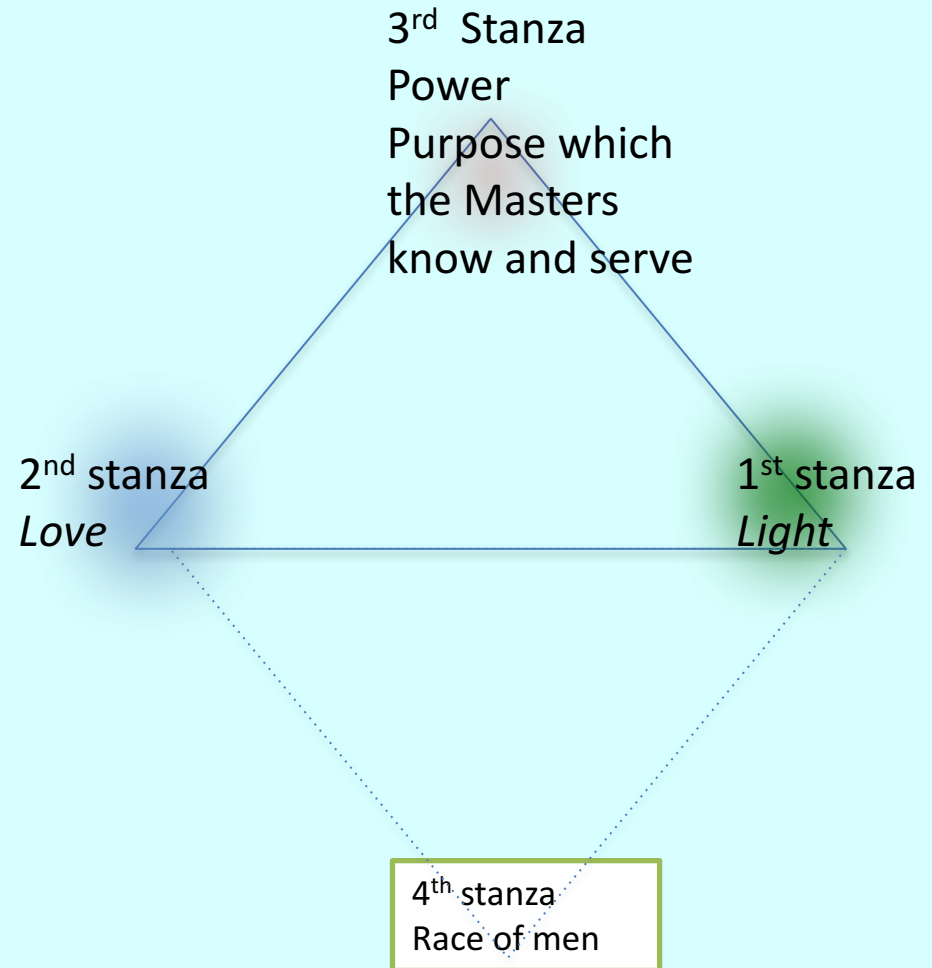 3rd Stanza
Power
Purpose which
the Masters
know and serve
2nd stanza
Love
1st stanza
Light
4th stanza
Race of men